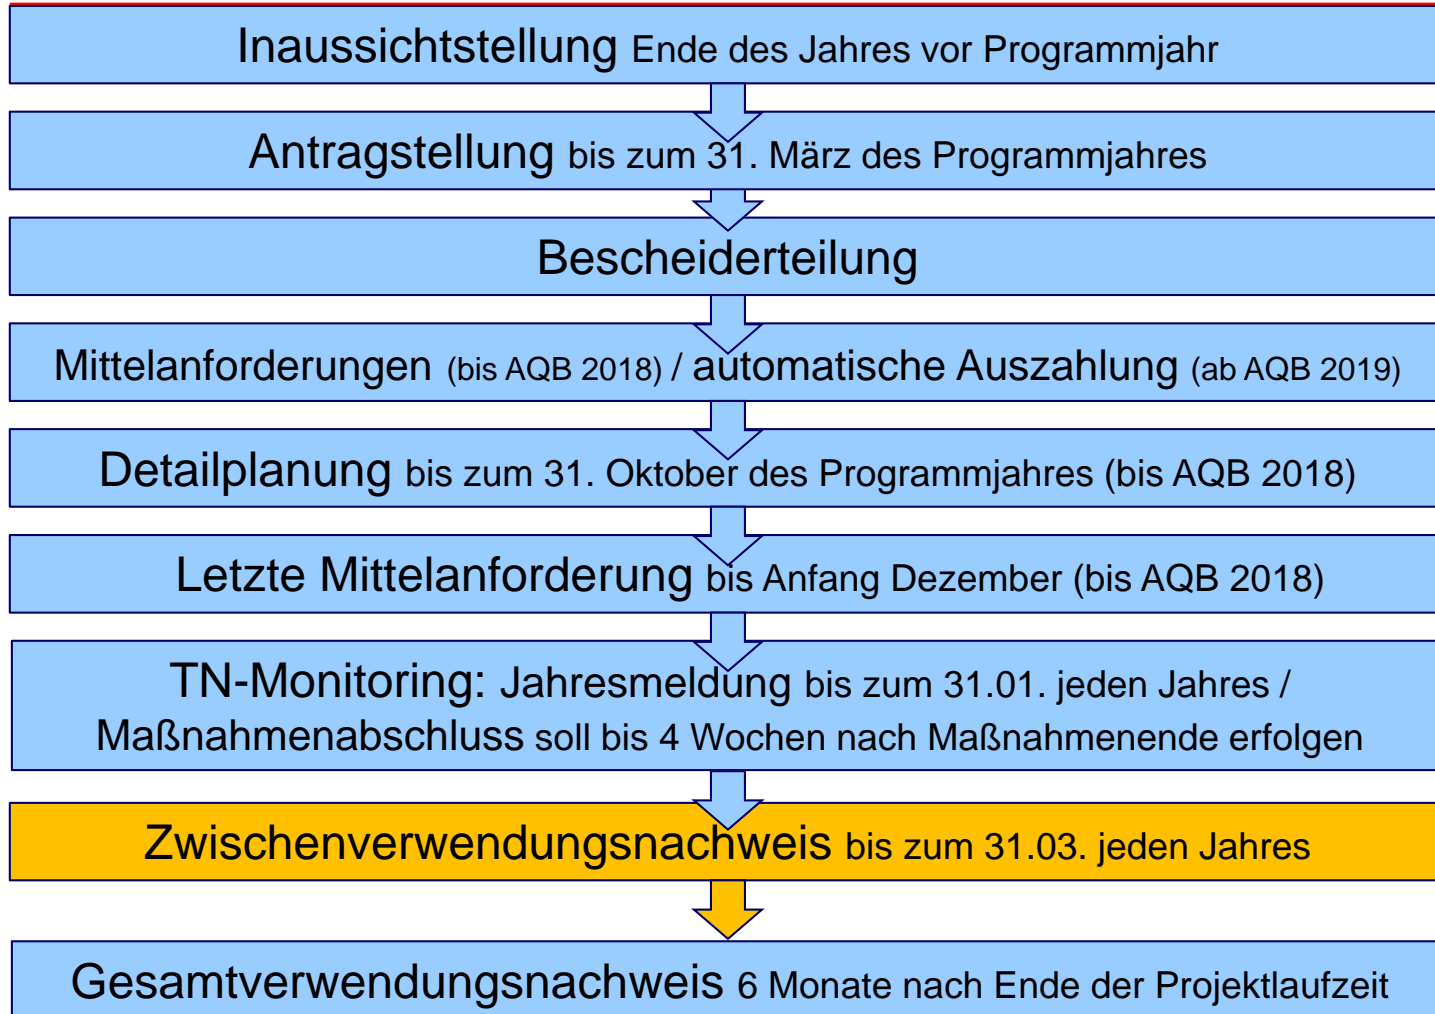 Inaussichtstellung Ende des Jahres vor Programmjahr
Antragstellung bis zum 31. März des Programmjahres
Bescheiderteilung
Mittelanforderungen (bis AQB 2018) / automatische Auszahlung (ab AQB 2019)
Detailplanung bis zum 31. Oktober des Programmjahres (bis AQB 2018)
Letzte Mittelanforderung bis Anfang Dezember (bis AQB 2018)
TN-Monitoring: Jahresmeldung bis zum 31.01. jeden Jahres /
Maßnahmenabschluss soll bis 4 Wochen nach Maßnahmenende erfolgen
Zwischenverwendungsnachweis bis zum 31.03. jeden Jahres
Gesamtverwendungsnachweis 6 Monate nach Ende der Projektlaufzeit